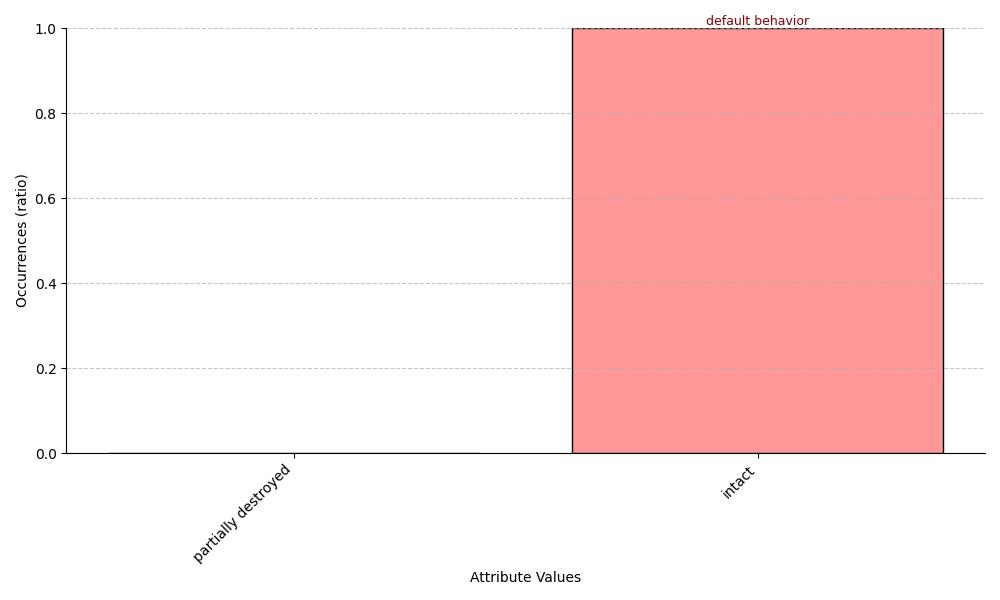 default behavior
1.0
0.8
0.6
0.4
0.2
0.0
Occurrences (ratio)
partially destroyed
intact
Attribute Values